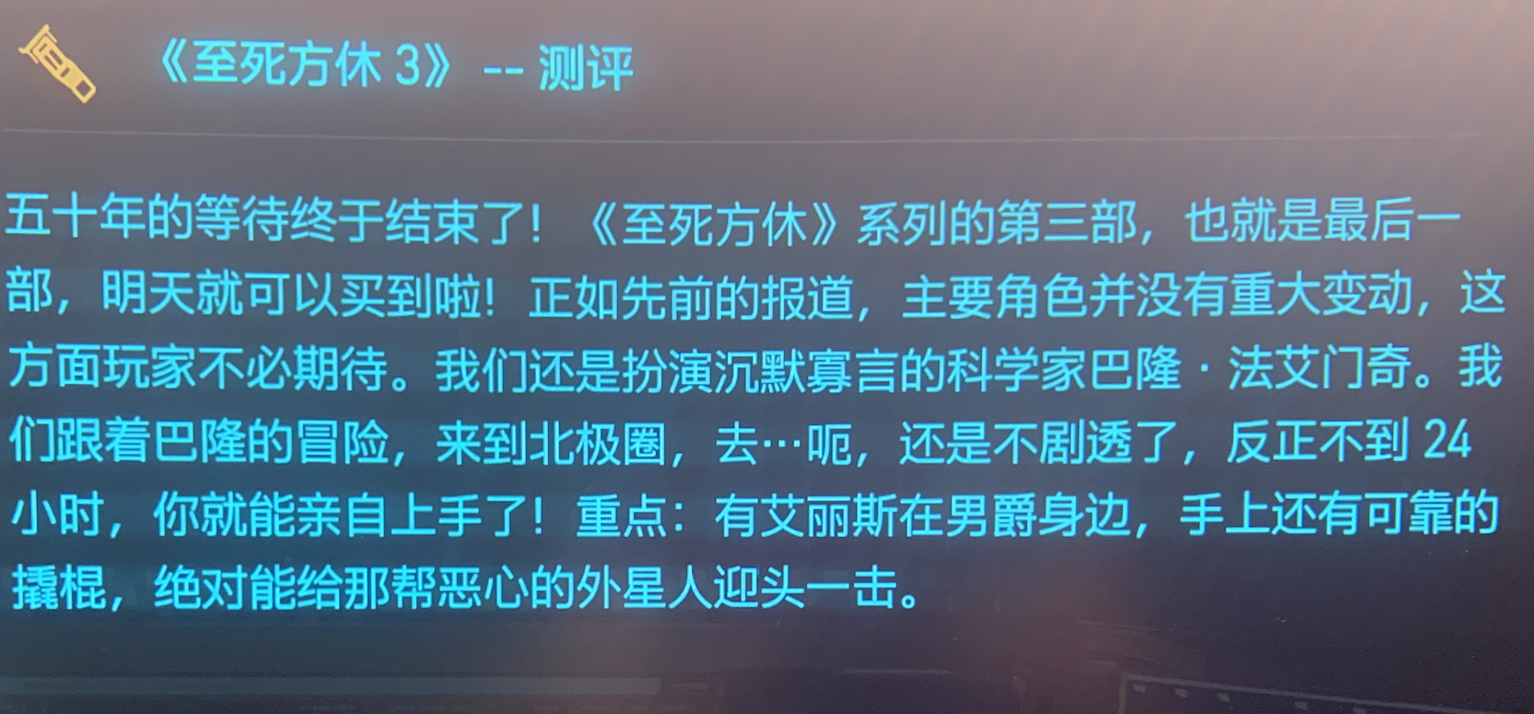 《至死方休 3》 -- 测评
五十年的等待终于结束了！《至死方休》系列的第三部，也就是最后一
部，明天就可以买到啦！正如先前的报道，主要角色并没有重大变动，这
方面玩家不必期待。我们还是扮演沉默寡言的科学家巴隆·法艾门奇。我
们跟着巴隆的冒险，来到北极圈，去…呃，还是不剧透了，反正不到 24
小时，你就能亲自上手了！重点：有艾丽斯在男爵身边，手上还有可靠的
撬棍，绝对能给那帮恶心的外星人迎头一击。